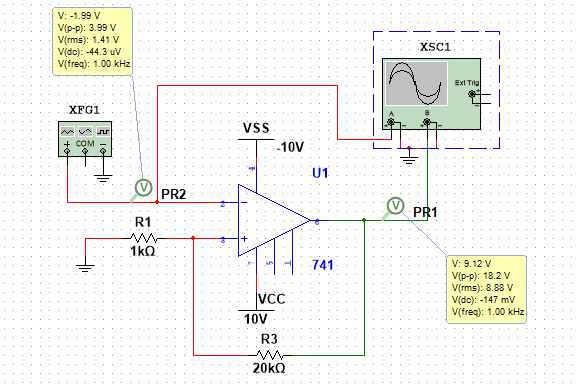 V: -1.99 V
V(p-p): 3.99 V
V(rms): 1.41 V
V(dc): -44.3 uV
V(freq): 1.00 kHz
XSC1
Ext Trig
+
-
A
B
+ - + -
XFG1
+ COM -
VSS
-10V
4
U1
V
PR2
2
-
V
PR1
6
R1
1kΩ
3
+
741
7 5 1
V: 9.12 V
V(p-p): 18.2 V
V(rms): 8.88 V
V(dc): -147 mV
V(freq): 1.00 kHz
VCC
10V
R3
20kΩ